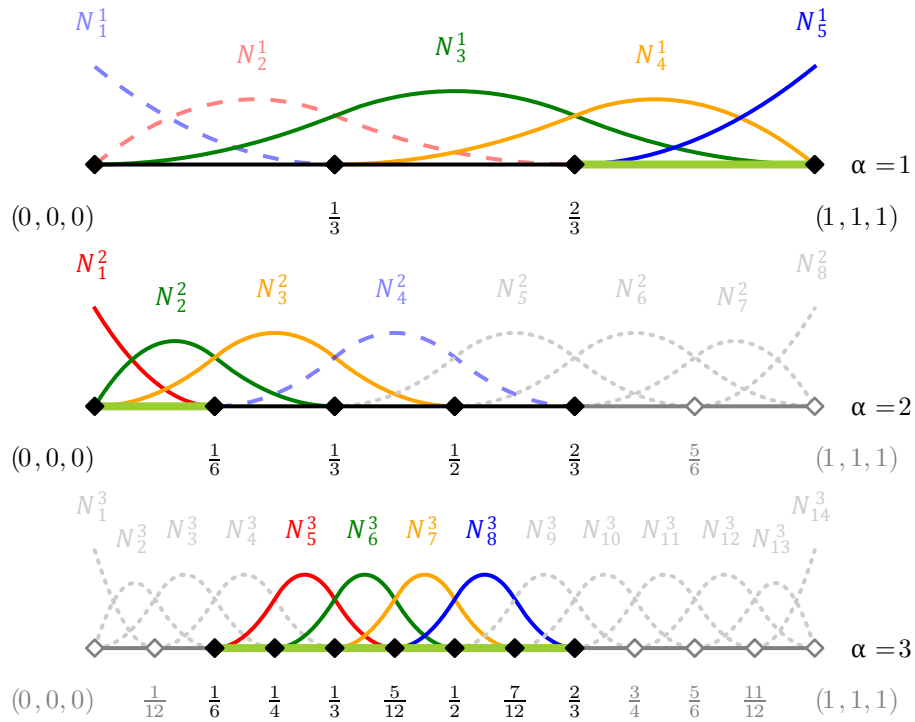 N_1^1 N_2^1 N_3^1 N_4^1 N_5^1
α = 1
(0, 0, 0) 1/3 2/3 (1, 1, 1)
N_1^2 N_2^2 N_3^2 N_4^2 N_5^2 N_6^2 N_7^2 N_8^2
α = 2
(0, 0, 0) 1/6 1/3 1/2 2/3 5/6 (1, 1, 1)
N_1^3 N_2^3 N_3^3 N_4^3 N_5^3 N_6^3 N_7^3 N_8^3 N_9^3 N_10^3 N_11^3 N_12^3 N_13^3 N_14^3
α = 3
(0, 0, 0) 1/12 1/6 1/4 1/3 5/12 1/2 7/12 2/3 3/4 5/6 11/12 (1, 1, 1)